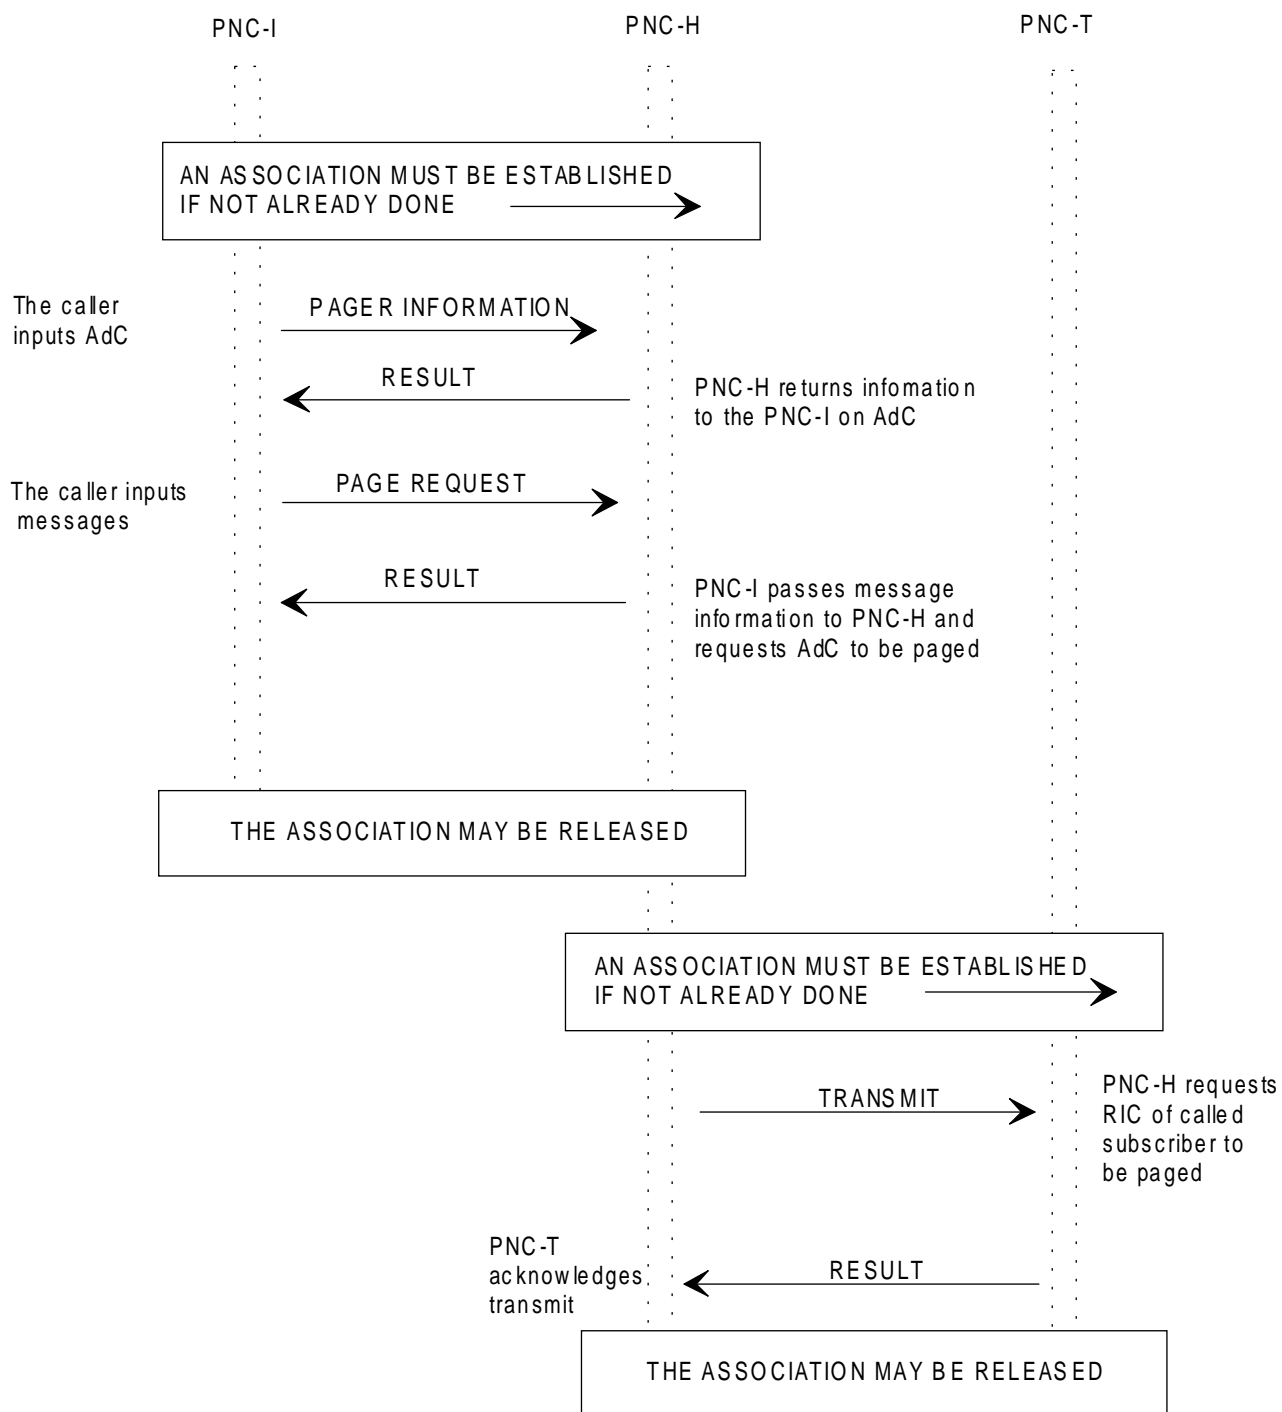 PNC-I
PNC-H
PNC-T
AN ASSOCIATION MUST BE ESTABLISHED
IF NOT ALREADY DONE
The caller
inputs AdC
PAGER INFORMATION
RESULT
PNC-H returns infomation
to the PNC-I on AdC
The caller inputs
messages
PAGE REQUEST
RESULT
PNC-I passes message
information to PNC-H and
requests AdC to be paged
THE ASSOCIATION MAY BE RELEASED
AN ASSOCIATION MUST BE ESTABLISHED
IF NOT ALREADY DONE
TRANSMIT
PNC-H requests
RIC of called
subscriber to
be paged
PNC-T
acknowledges
transmit
RESULT
THE ASSOCIATION MAY BE RELEASED